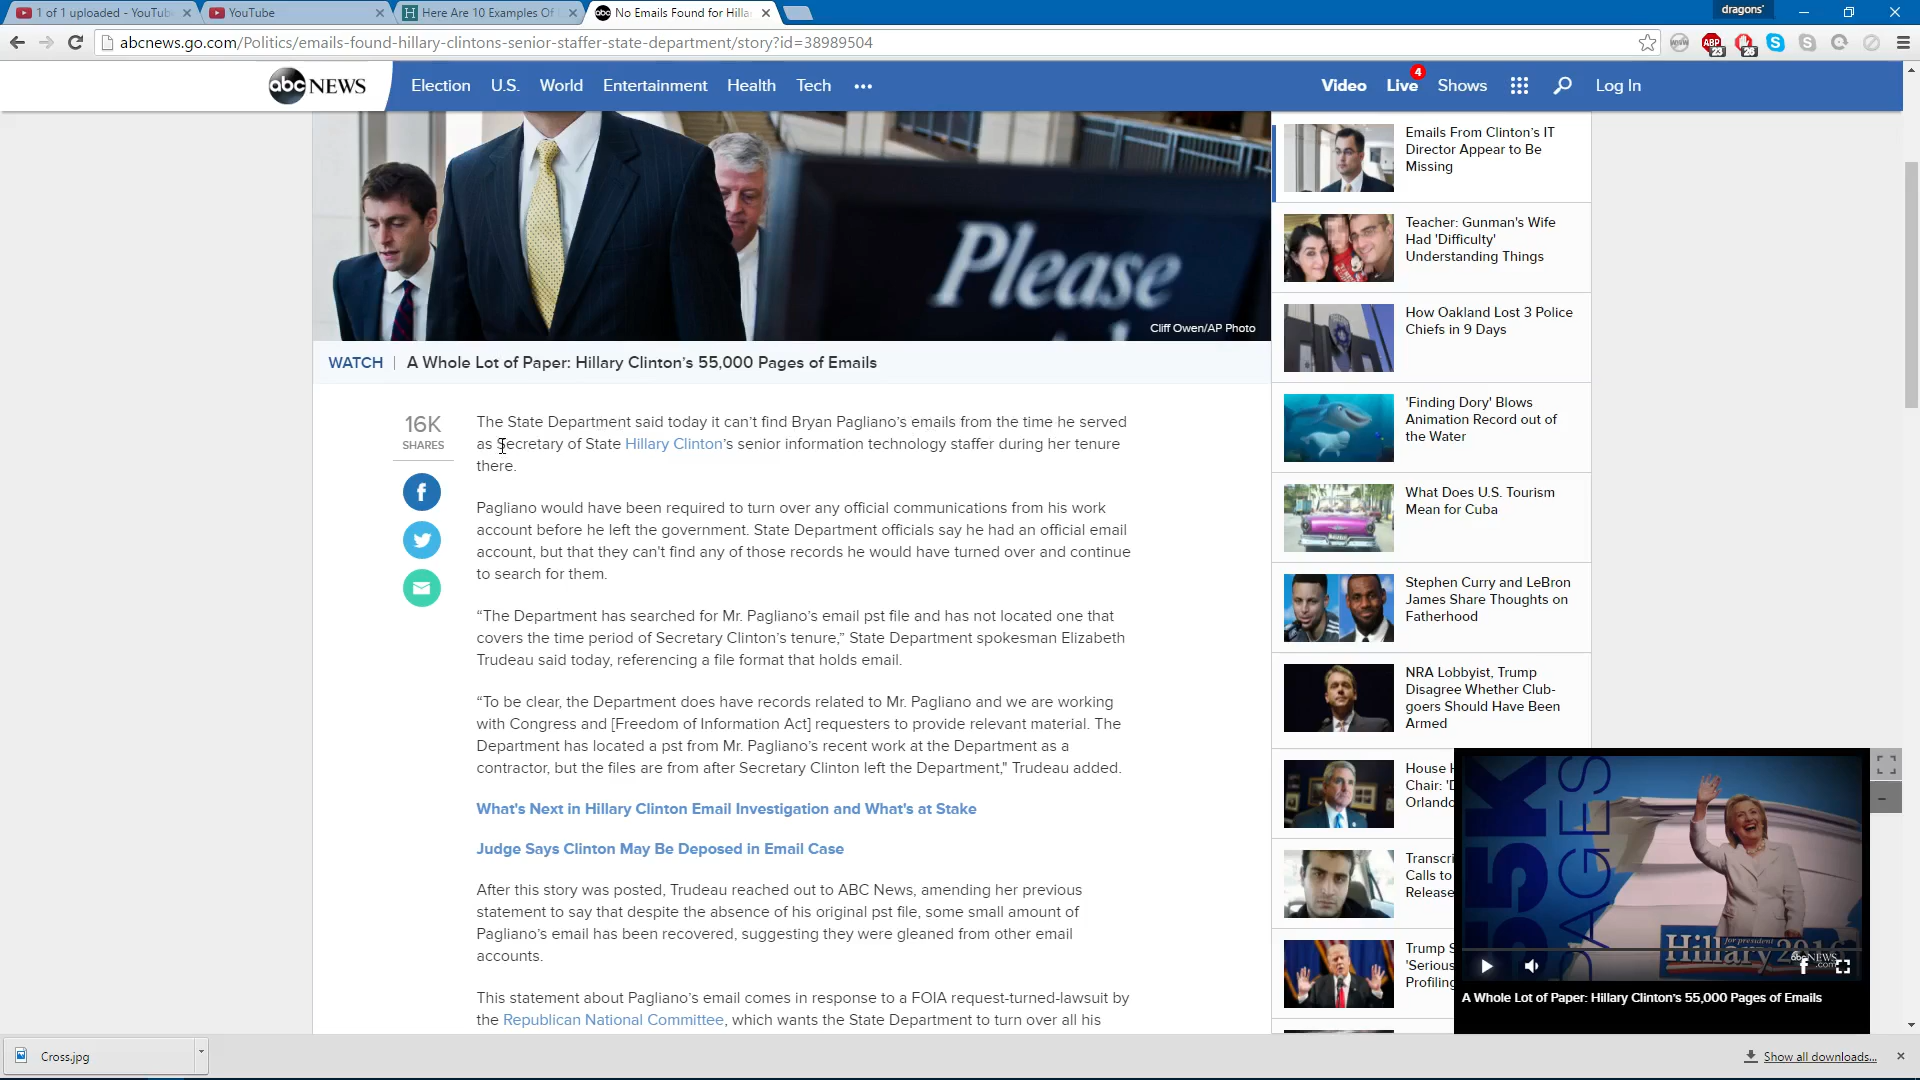 1 of 1 uploaded - YouTub
YouTube
Here Are 10 Examples Of
No Emails Found for Hilla
dragons'
abcnews.go.com/Politics/emails-found-hillary-clintons-senior-staffer-state-department/story?id=38989504
ABP
23
23
abc NEWS
Election
U.S.
World
Entertainment
Health
Tech
•••
Video
Live
4
Shows
Log In
Please
Cliff Owen/AP Photo
WATCH | A Whole Lot of Paper: Hillary Clinton's 55,000 Pages of Emails
16K
SHARES
The State Department said today it can't find Bryan Pagliano's emails from the time he served
as Secretary of State Hillary Clinton's senior information technology staffer during her tenure
there.
Pagliano would have been required to turn over any official communications from his work
account before he left the government. State Department officials say he had an official email
account, but that they can't find any of those records he would have turned over and continue
to search for them.
“The Department has searched for Mr. Pagliano's email pst file and has not located one that
covers the time period of Secretary Clinton's tenure,” State Department spokesman Elizabeth
Trudeau said today, referencing a file format that holds email.
“To be clear, the Department does have records related to Mr. Pagliano and we are working
with Congress and [Freedom of Information Act] requesters to provide relevant material. The
Department has located a pst from Mr. Pagliano's recent work at the Department as a
contractor, but the files are from after Secretary Clinton left the Department," Trudeau added.
What's Next in Hillary Clinton Email Investigation and What's at Stake
Judge Says Clinton May Be Deposed in Email Case
After this story was posted, Trudeau reached out to ABC News, amending her previous
statement to say that despite the absence of his original pst file, some small amount of
Pagliano's email has been recovered, suggesting they were gleaned from other email
accounts.
This statement about Pagliano's email comes in response to a FOIA request-turned-lawsuit by
the Republican National Committee, which wants the State Department to turn over all his
Emails From Clinton's IT
Director Appear to Be
Missing
Teacher: Gunman's Wife
Had 'Difficulty'
Understanding Things
How Oakland Lost 3 Police
Chiefs in 9 Days
'Finding Dory' Blows
Animation Record out of
the Water
What Does U.S. Tourism
Mean for Cuba
Stephen Curry and LeBron
James Share Thoughts on
Fatherhood
NRA Lobbyist, Trump
Disagree Whether Club-
goers Should Have Been
Armed
House
Chair:
Orlando
Transcri
Calls to
Release
Trump S
'Serious
Profiling
55K
PAGES
for president
Hillary 2016
abcNEWS
.com
A Whole Lot of Paper: Hillary Clinton's 55,000 Pages of Emails
Cross.jpg
Show all downloads...